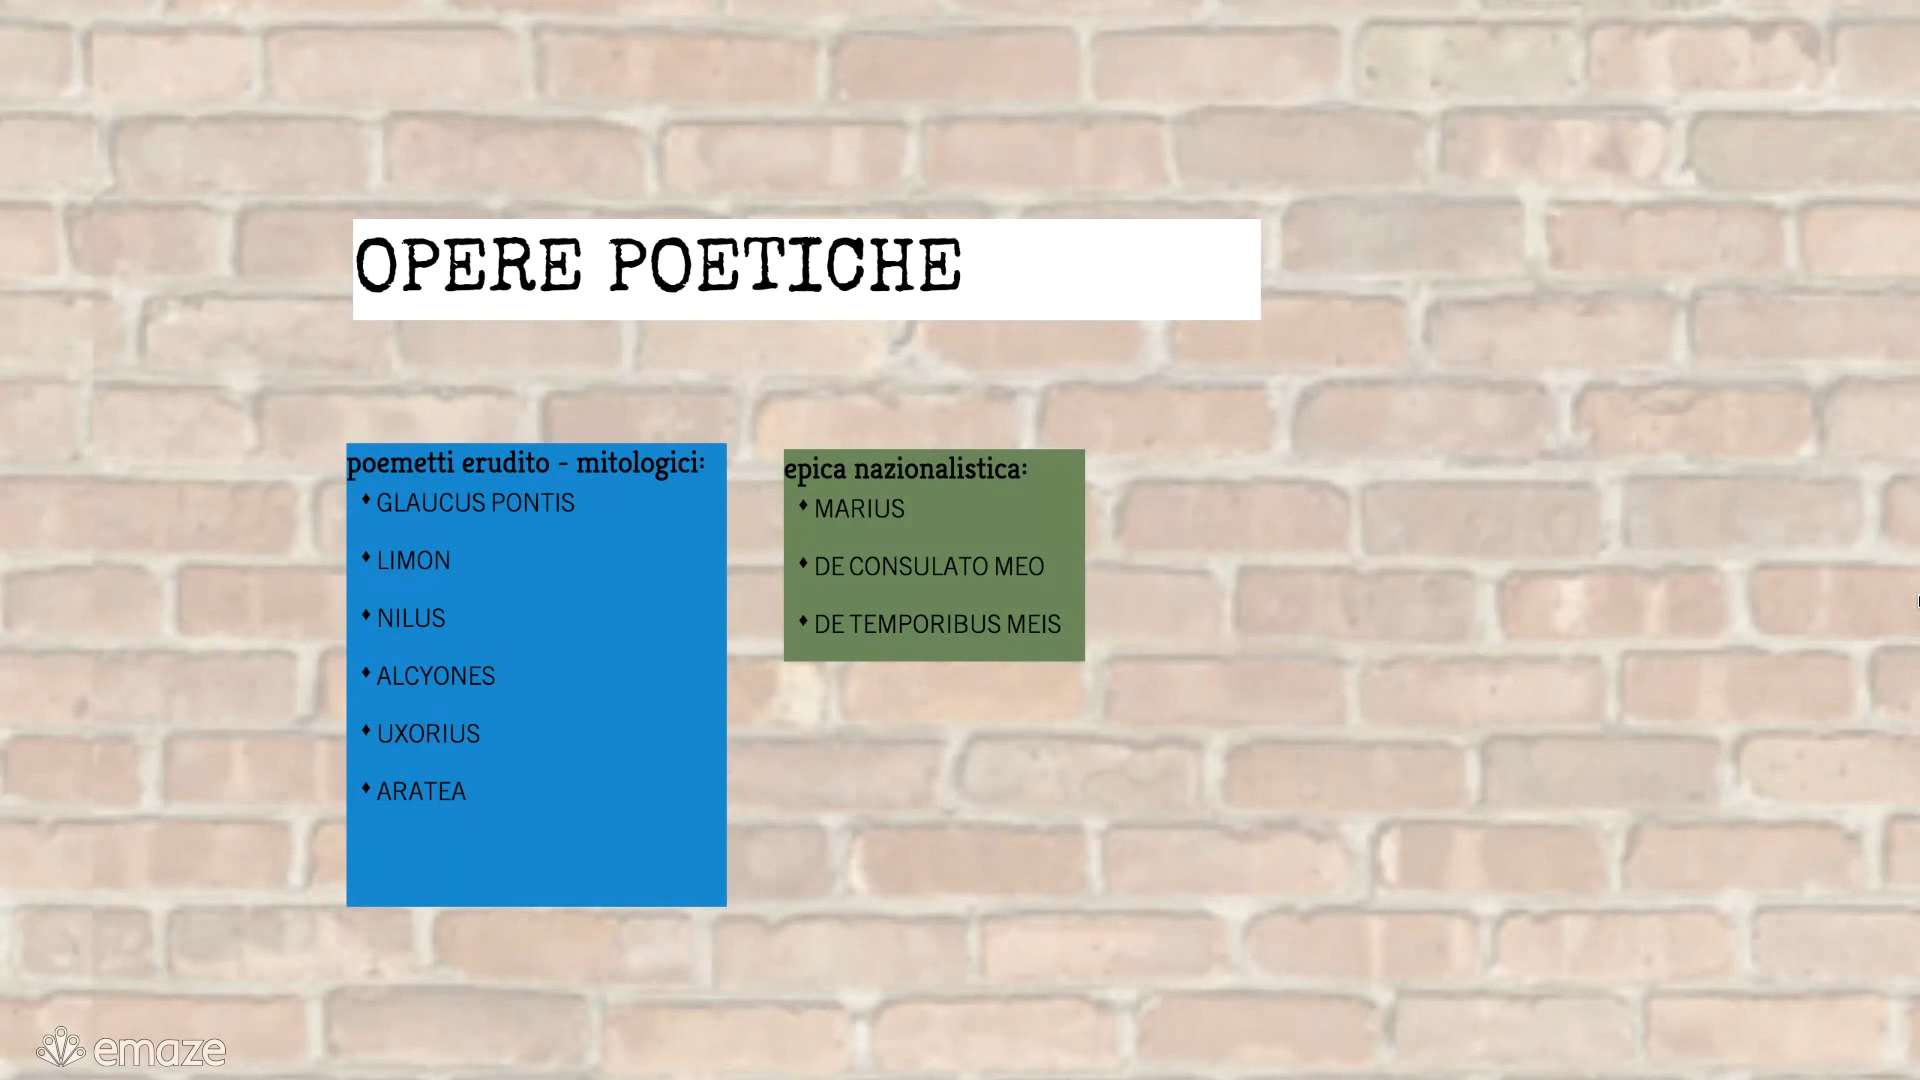 OPERE POETICHE
poemetti erudito - mitologici:
♦ GLAUCUS PONTIS
♦ LIMON
♦ NILUS
♦ ALCYONES
♦ UXORIUS
♦ ARATEA
epica nazionalistica:
♦ MARIUS
♦ DE CONSULATO MEO
♦ DE TEMPORIBUS MEIS
emaze